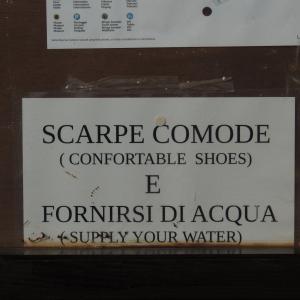 SCARPE COMODE
( CONFORTABLE SHOES)
E
FORNIRSI DI ACQUA
( SUPPLY YOUR WATER)